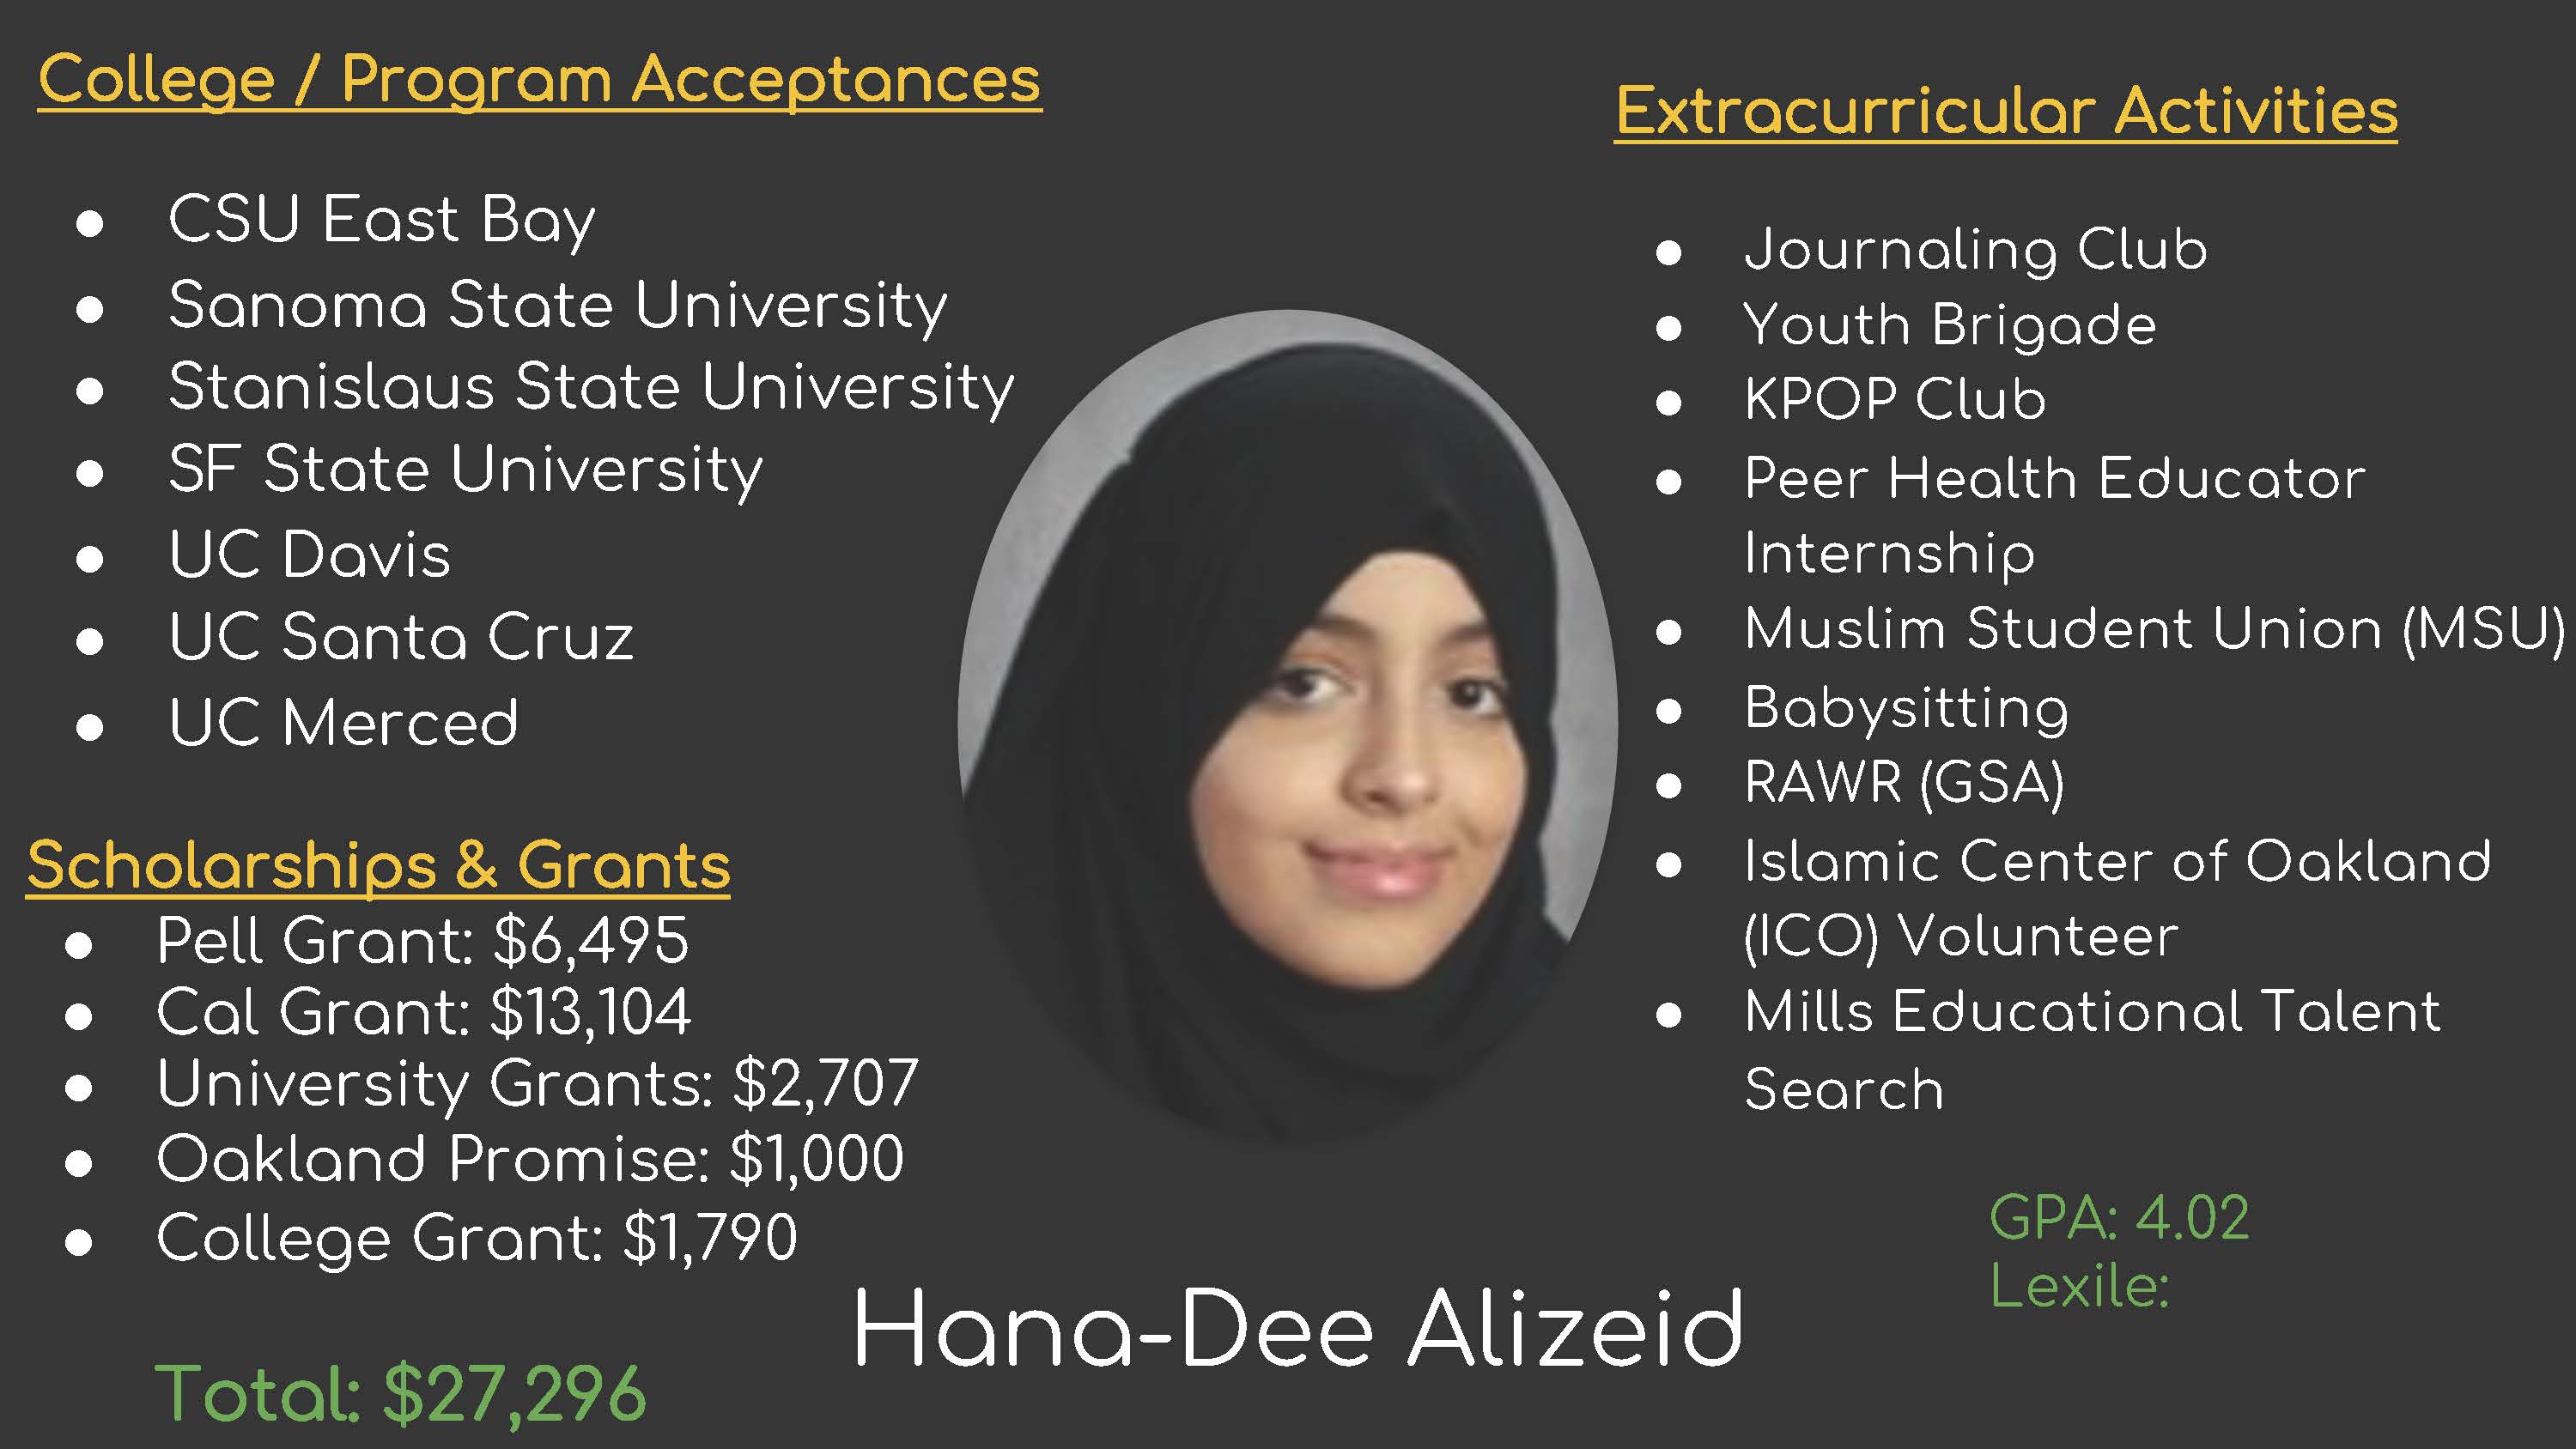 College / Program Acceptances
● CSU East Bay
● Sanoma State University
● Stanislaus State University
● SF State University
● UC Davis
● UC Santa Cruz
● UC Merced
Scholarships & Grants
● Pell Grant: $6,495
● Cal Grant: $13,104
● University Grants: $2,707
● Oakland Promise: $1,000
● College Grant: $1,790
Total: $27,296
Hana-Dee Alizeid
Extracurricular Activities
● Journaling Club
● Youth Brigade
● KPOP Club
● Peer Health Educator
Internship
● Muslim Student Union (MSU)
● Babysitting
● RAWR (GSA)
● Islamic Center of Oakland
(ICO) Volunteer
● Mills Educational Talent
Search
GPA: 4.02
Lexile: